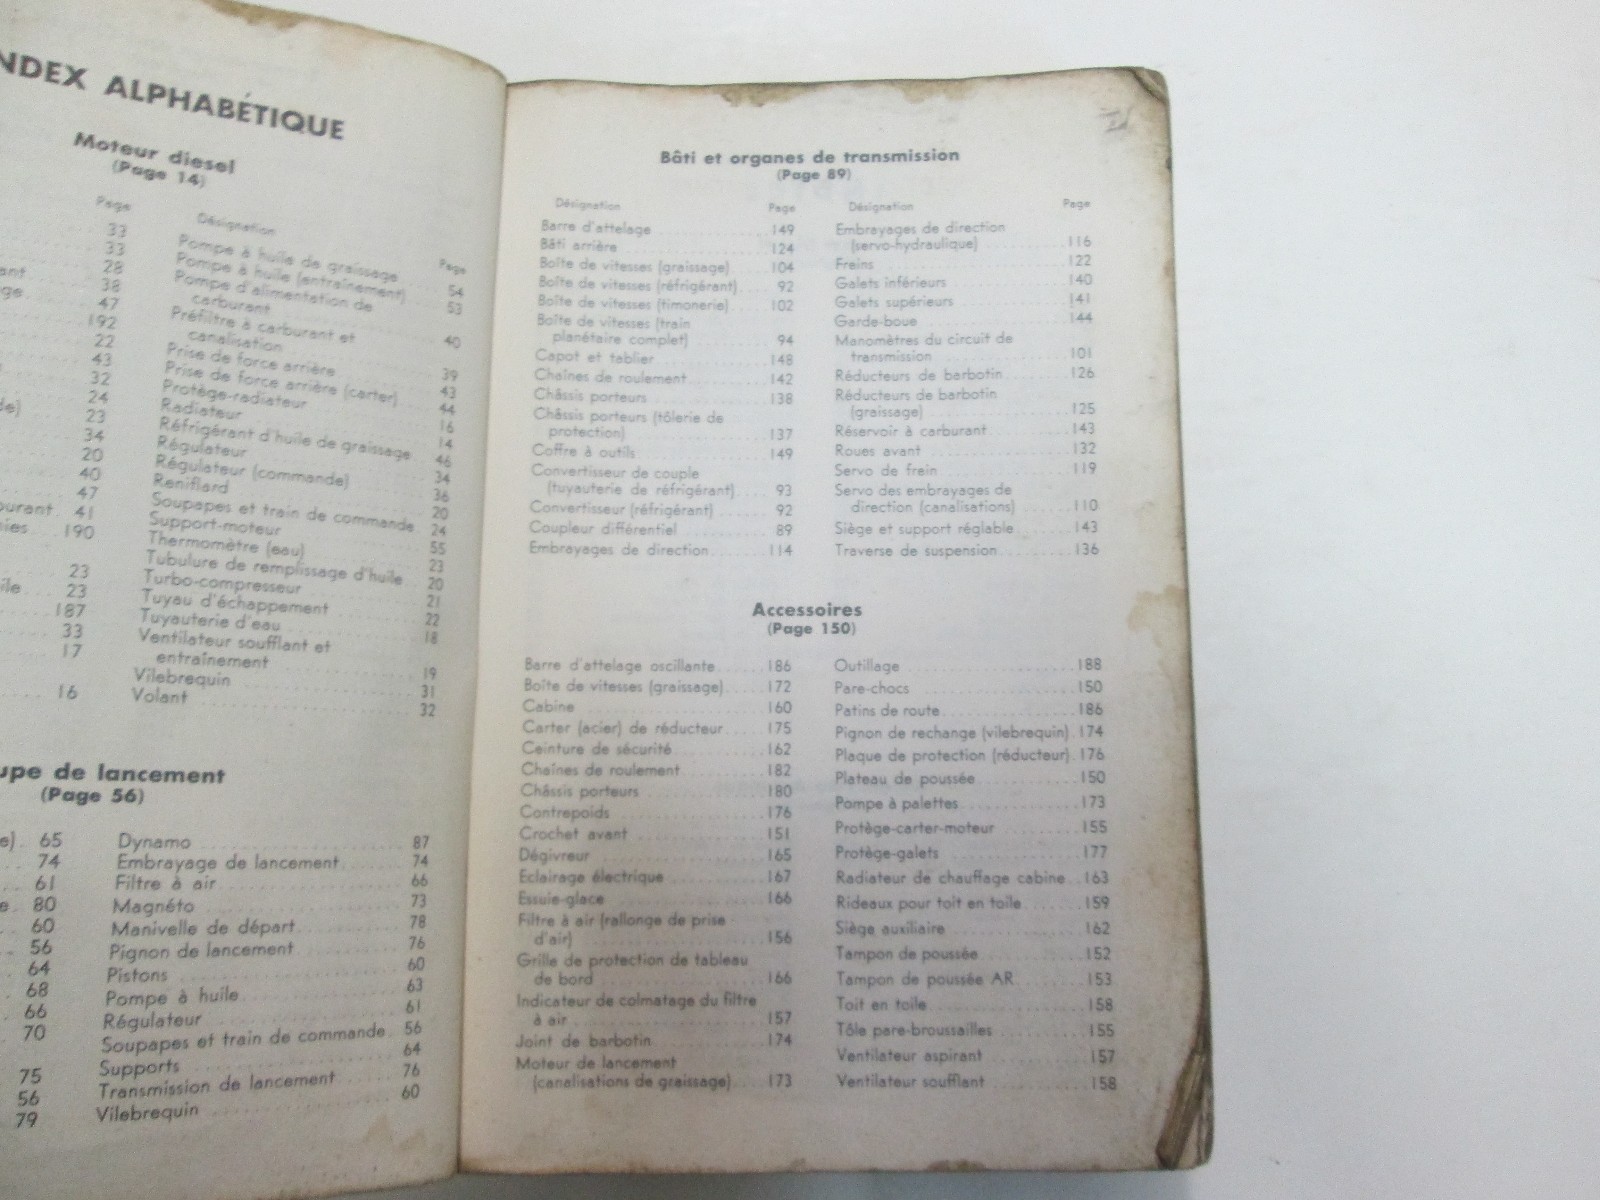 NDEX ALPHABÉTIQUE
Moteur diesel
(Page 14)
Page
33
33
28
38
47
192
22
43
32
24
23
34
20
40
47
ourant. 41
nies... 190
23
ile... 23
187
33
17
16
Désignation Page
Pompe à huile de graissage 54
Pompe à huile (entraînement) 53
Pompe d'alimentation de
carburant 40
Préfiltre à carburant et
canalisation 39
Prise de force arrière 43
Prise de force arrière (carter) 44
Protège-radiateur 16
Radiateur 14
Réfrigérant d'huile de graissage 46
Régulateur 34
Régulateur (commande) 36
Reniflard 20
Soupapes et train de commande 24
Support-moteur 55
Thermomètre (eau) 23
Tubulure de remplissage d'huile 20
Turbo-compresseur 21
Tuyau d'échappement 22
Tuyauterie d'eau 18
Ventilateur soufflant et
entraînement 19
Vilebrequin 31
Volant 32
upe de lancement
(Page 56)
e). 65
74
61
e. 80
60
56
64
68
66
70
75
56
79
Dynamo 87
Embrayage de lancement 74
Filtre à air 66
Magnéto 73
Manivelle de départ 78
Pignon de lancement 76
Pistons 60
Pompe à huile 63
Régulateur 61
Soupapes et train de commande. 56
Supports 64
Transmission de lancement 76
Vilebrequin 60
Bâti et organes de transmission
(Page 89)
Désignation Page
Barre d'attelage 149
Bâti arrière 124
Boîte de vitesses (graissage) 104
Boîte de vitesses (réfrigérant) 92
Boîte de vitesses (timonerie) 102
Boîte de vitesses (train
planétaire complet) 94
Capot et tablier 148
Chaînes de roulement 142
Châssis porteurs 138
Châssis porteurs (tôlerie de
protection) 137
Coffre à outils 149
Convertisseur de couple
(tuyauterie de réfrigérant) 93
Convertisseur (réfrigérant) 92
Coupleur différentiel 89
Embrayages de direction 114
Désignation Page
Embrayages de direction
(servo-hydraulique) 116
Freins 122
Galets inférieurs 140
Galets supérieurs 141
Garde-boue 144
Manomètres du circuit de
transmission 101
Réducteurs de barbotin 126
Réducteurs de barbotin
(graissage) 125
Réservoir à carburant 143
Roues avant 132
Servo de frein 119
Servo des embrayages de
direction (canalisations) 110
Siège et support réglable 143
Traverse de suspension 136
Accessoires
(Page 150)
Barre d'attelage oscillante 186
Boîte de vitesses (graissage) 172
Cabine 160
Carter (acier) de réducteur 175
Ceinture de sécurité 162
Chaînes de roulement 182
Châssis porteurs 180
Contrepoids 176
Crochet avant 151
Dégivreur 165
Eclairage électrique 167
Essuie-glace 166
Filtre à air (rallonge de prise
d'air) 156
Grille de protection de tableau
de bord 166
Indicateur de colmatage du filtre
à air 157
Joint de barbotin 174
Moteur de lancement
(canalisations de graissage) 173
Outillage 188
Pare-chocs 150
Patins de route 186
Pignon de rechange (vilebrequin) 174
Plaque de protection (réducteur) 176
Plateau de poussée 150
Pompe à palettes 173
Protège-carter-moteur 155
Protège-galets 177
Radiateur de chauffage cabine 163
Rideaux pour toit en toile 159
Siège auxiliaire 162
Tampon de poussée 152
Tampon de poussée AR 153
Toit en toile 158
Tôle pare-broussailles 155
Ventilateur aspirant 157
Ventilateur soufflant 158